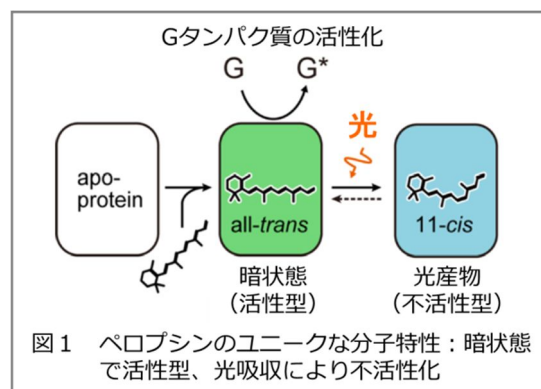 Gタンパク質の活性化
G G*
光
apo-
protein
all-trans
11-cis
暗状態
（活性型）
光産物
（不活性型）
図１ ペロプシンのユニークな分子特性：暗状態
で活性型、光吸収により不活性化